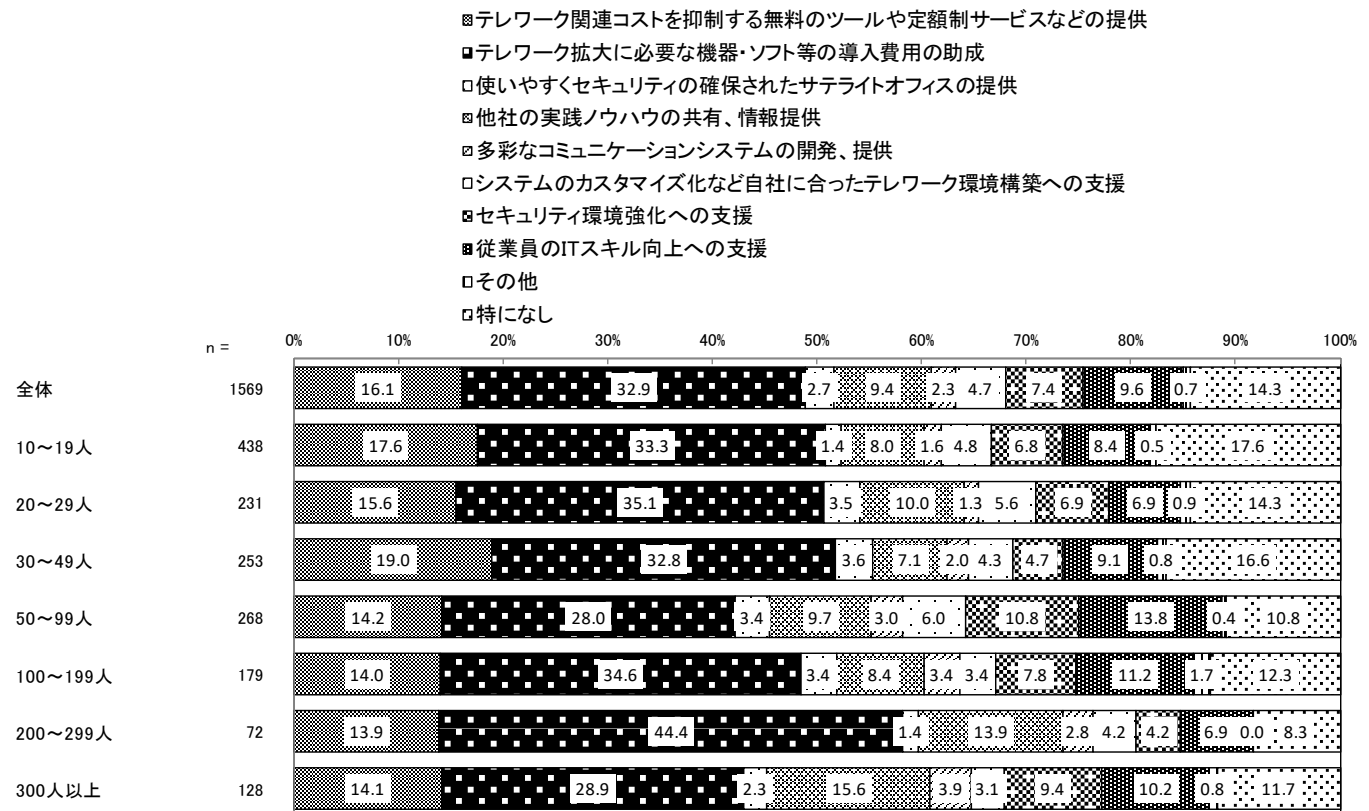 テレワーク関連コストを抑制する無料のツールや定額制サービスなどの提供
テレワーク拡大に必要な機器・ソフト等の導入費用の助成
使いやすくセキュリティの確保されたサテライトオフィスの提供
他社の実践ノウハウの共有、情報提供
多彩なコミュニケーションシステムの開発、提供
システムのカスタマイズ化など自社に合ったテレワーク環境構築への支援
セキュリティ環境強化への支援
従業員のITスキル向上への支援
その他
特になし
n = 0% 10% 20% 30% 40% 50% 60% 70% 80% 90% 100%
全体 1569 16.1 32.9 2.7 9.4 2.3 4.7 7.4 9.6 0.7 14.3
10～19人 438 17.6 33.3 1.4 8.0 1.6 4.8 6.8 8.4 0.5 17.6
20～29人 231 15.6 35.1 3.5 10.0 1.3 5.6 6.9 6.9 0.9 14.3
30～49人 253 19.0 32.8 3.6 7.1 2.0 4.3 4.7 9.1 0.8 16.6
50～99人 268 14.2 28.0 3.4 9.7 3.0 6.0 10.8 13.8 0.4 10.8
100～199人 179 14.0 34.6 3.4 8.4 3.4 3.4 7.8 11.2 1.7 12.3
200～299人 72 13.9 44.4 1.4 13.9 2.8 4.2 4.2 6.9 0.0 8.3
300人以上 128 14.1 28.9 2.3 15.6 3.9 3.1 9.4 10.2 0.8 11.7